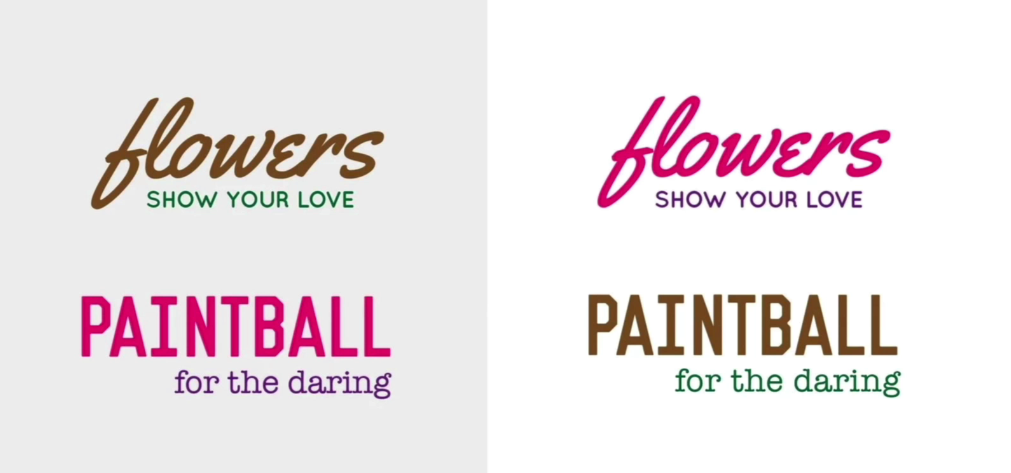 flowers
SHOW YOUR LOVE
PAINTBALL
for the daring
flowers
SHOW YOUR LOVE
PAINTBALL
for the daring